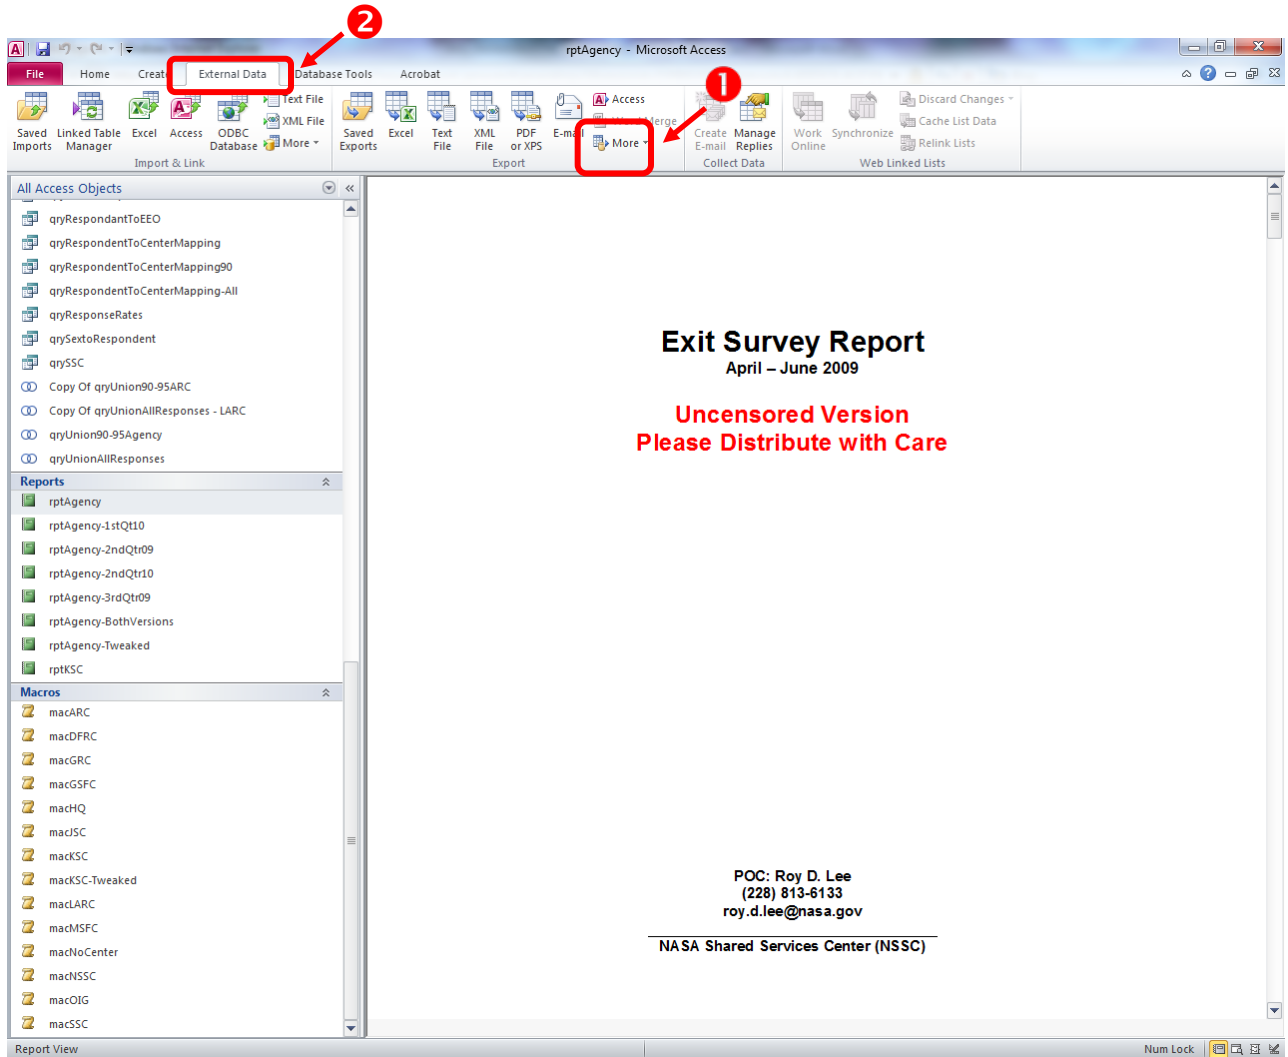 2
rptAgency - Microsoft Access
File Home Create External Data Database Tools Acrobat
1
Saved Imports
Linked Table Manager
Excel
Access
ODBC Database
Text File
XML File
More
Import & Link
Saved Exports
Excel
Text File
XML File
PDF or XPS
E-mail
Access
Word Merge
More
Export
Create E-mail
Manage Replies
Collect Data
Work Online
Synchronize
Discard Changes
Cache List Data
Relink Lists
Web Linked Lists
All Access Objects
qryRespondantToEEO
qryRespondentToCenterMapping
qryRespondentToCenterMapping90
qryRespondentToCenterMapping-All
qryResponseRates
qrySextoRespondent
qrySSC
Copy Of qryUnion90-95ARC
Copy Of qryUnionAllResponses - LARC
qryUnion90-95Agency
qryUnionAllResponses
Reports
rptAgency
rptAgency-1stQt10
rptAgency-2ndQtr09
rptAgency-2ndQtr10
rptAgency-3rdQtr09
rptAgency-BothVersions
rptAgency-Tweaked
rptKSC
Macros
macARC
macDFRC
macGRC
macGSFC
macHQ
macJSC
macKSC
macKSC-Tweaked
macLARC
macMSFC
macNoCenter
macNSSC
macOIG
macSSC
Exit Survey Report
April – June 2009
Uncensored Version
Please Distribute with Care
POC: Roy D. Lee
(228) 813-6133
roy.d.lee@nasa.gov
NASA Shared Services Center (NSSC)
Report View
Num Lock